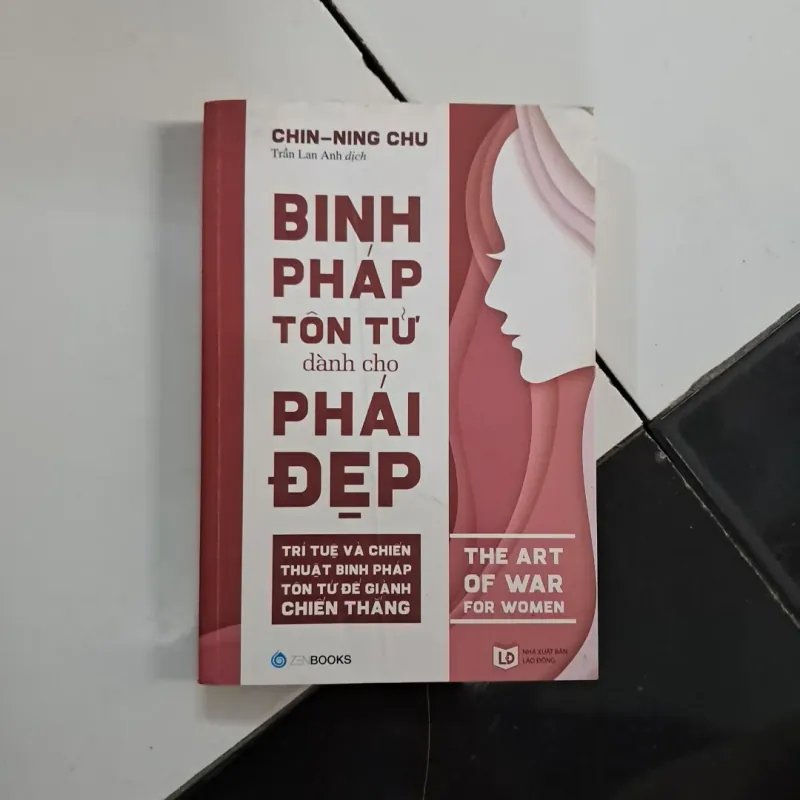 CHIN-NING CHU
Trần Lan Anh dịch
BINH
PHÁP
TÔN TỬ
dành cho
PHÁI
ĐẸP
TRÍ TUỆ VÀ CHIẾN
THUẬT BINH PHÁP
TÔN TỬ ĐỂ GIÀNH
CHIẾN THẮNG
THE ART
OF WAR
FOR WOMEN
ZENBOOKS
LĐ
NHÀ XUẤT BẢN
LAO ĐỘNG